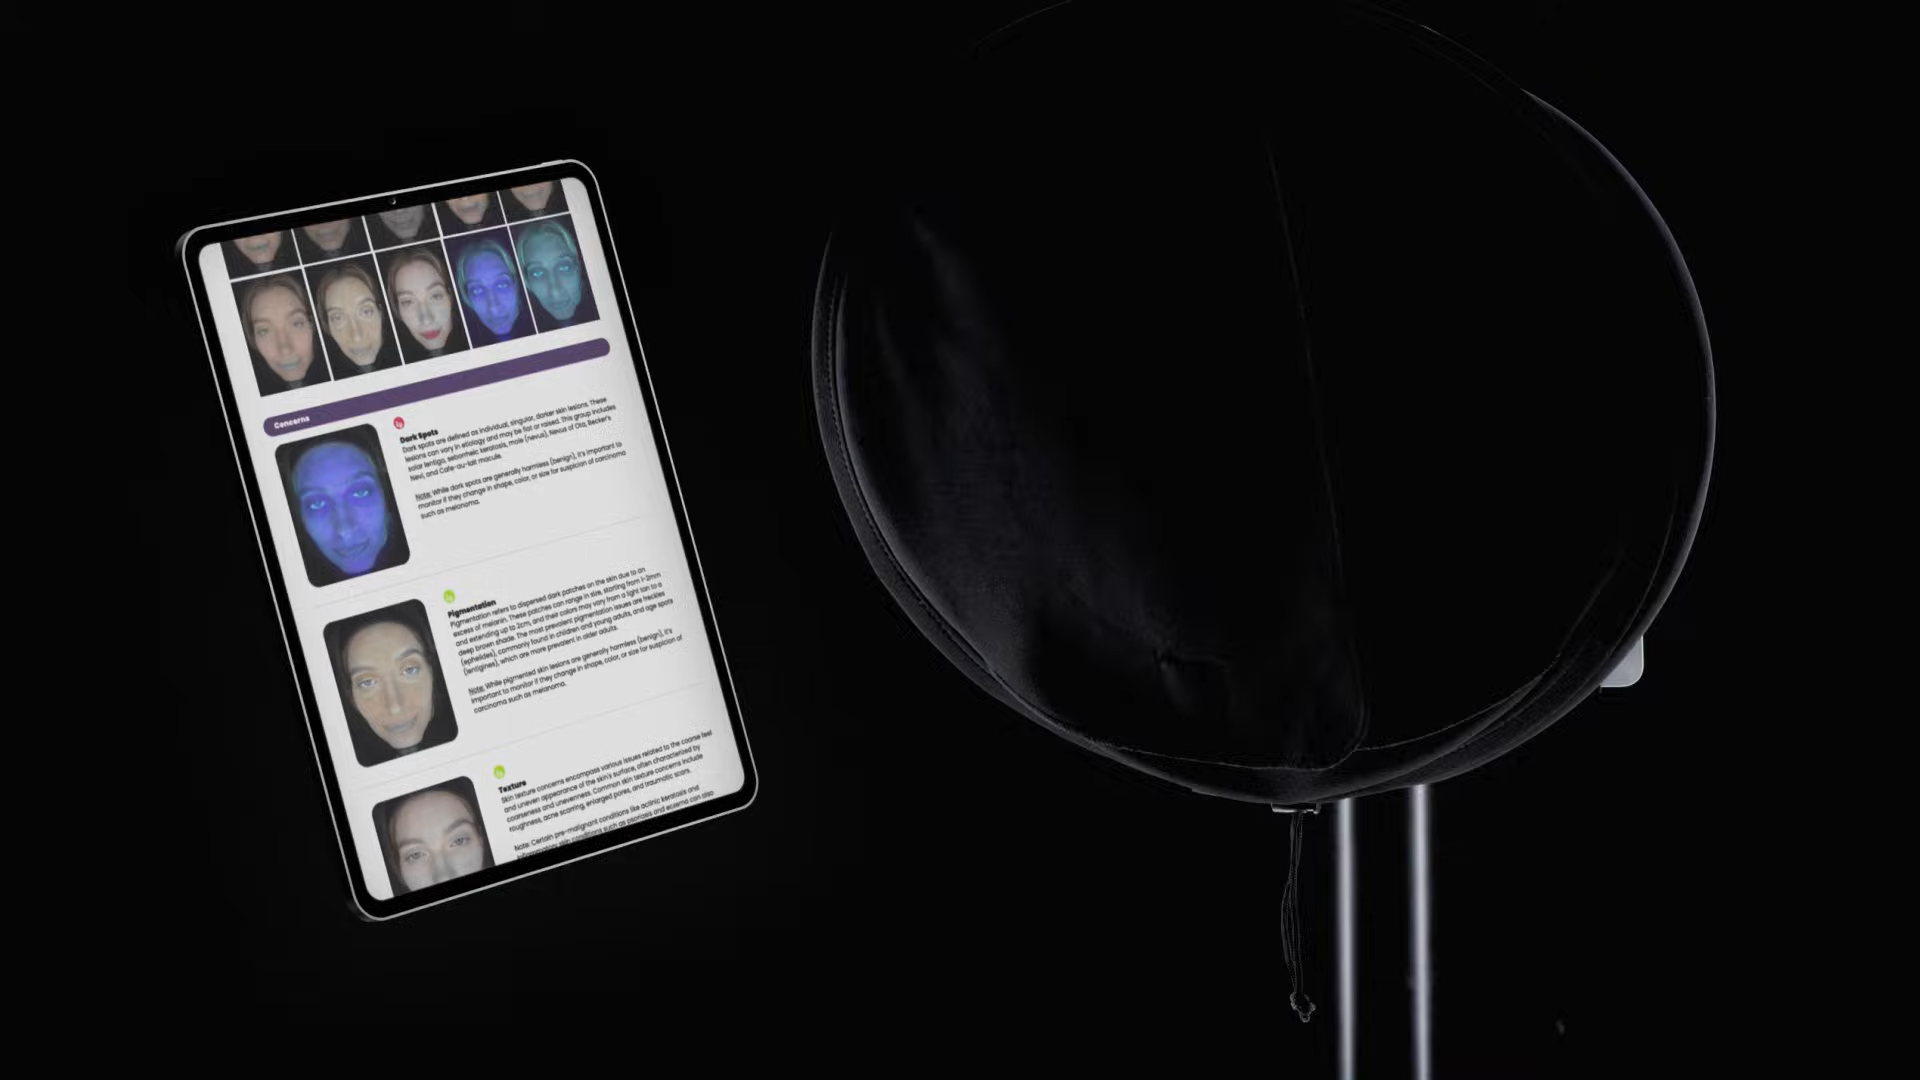 Concerns
Dark Spots
Dark spots are defined as individual, singular, darker skin lesions. These
lesions can vary in etiology and may be flat or raised. This group includes
solar lentigo, seborrheic keratosis, mole (nevus), Nevus of Ota, Becker's
Nevi, and Cafe-au-lait macule.
Note: While dark spots are generally harmless (benign), it's important to
monitor if they change in shape, color, or size for suspicion of carcinoma
such as melanoma.
Pigmentation
Pigmentation refers to dispersed dark patches on the skin due to an
excess of melanin. These patches can range in size, starting from 1-2mm
and extending up to 2cm, and their colors may vary from a light tan to a
deep brown shade. The most prevalent pigmentation issues are freckles
(ephelides), commonly found in children and young adults, and age spots
(lentigines), which are more prevalent in older adults.
Note: While pigmented skin lesions are generally harmless (benign), it's
important to monitor if they change in shape, color, or size for suspicion of
carcinoma such as melanoma.
Texture
Skin texture concerns encompass various issues related to the coarse feel
and uneven appearance of the skin's surface, often characterized by
coarseness and unevenness. Common skin texture concerns include
roughness, acne scarring, enlarged pores, and traumatic scars.
Note: Certain pre-malignant conditions like actinic keratosis and
inflammatory skin conditions such as psoriasis and eczema can also